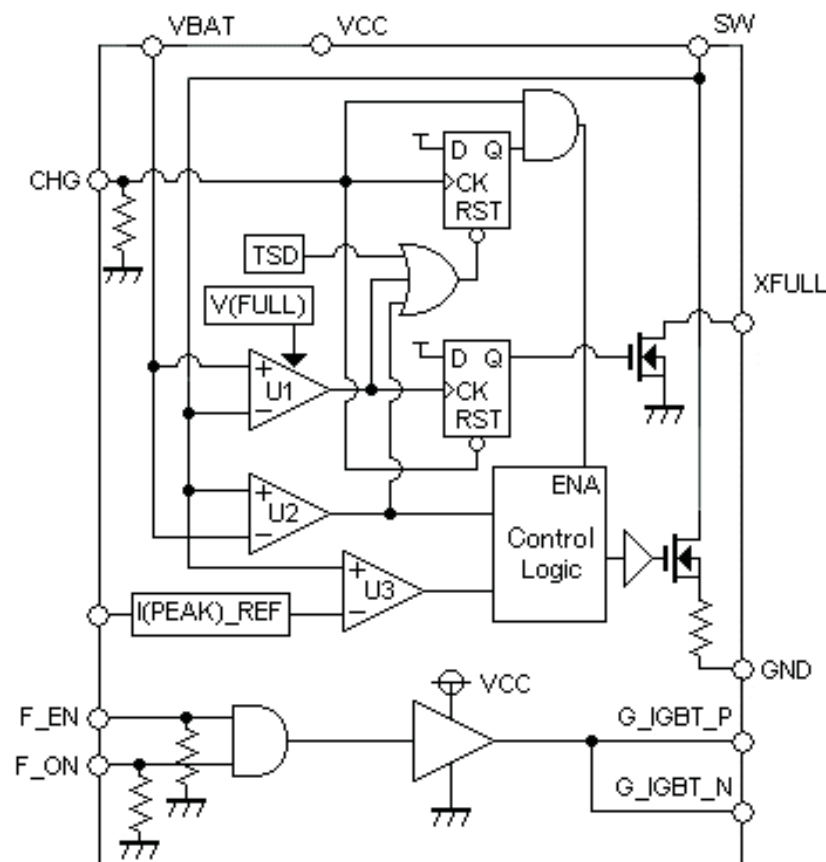 VBAT VCC SW
CHG
D Q
CK
RST
TSD
V(FULL)
XFULL
+
U1
−
D Q
CK
RST
+
U2
−
ENA
Control
Logic
+
U3
−
I(PEAK)_REF
GND
VCC
F_EN
F_ON
G_IGBT_P
G_IGBT_N